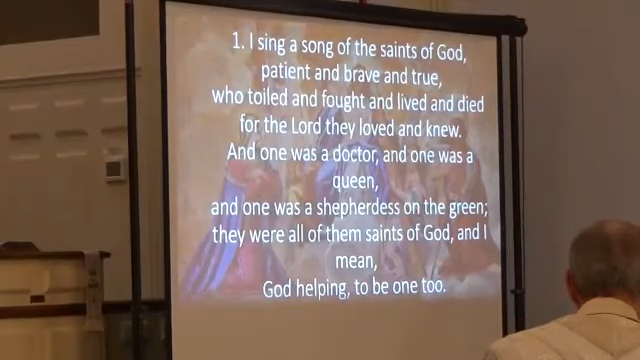 1. I sing a song of the saints of God,
patient and brave and true,
who toiled and fought and lived and died
for the Lord they loved and knew.
And one was a doctor, and one was a
queen,
and one was a shepherdess on the green;
they were all of them saints of God, and I
mean,
God helping, to be one too.